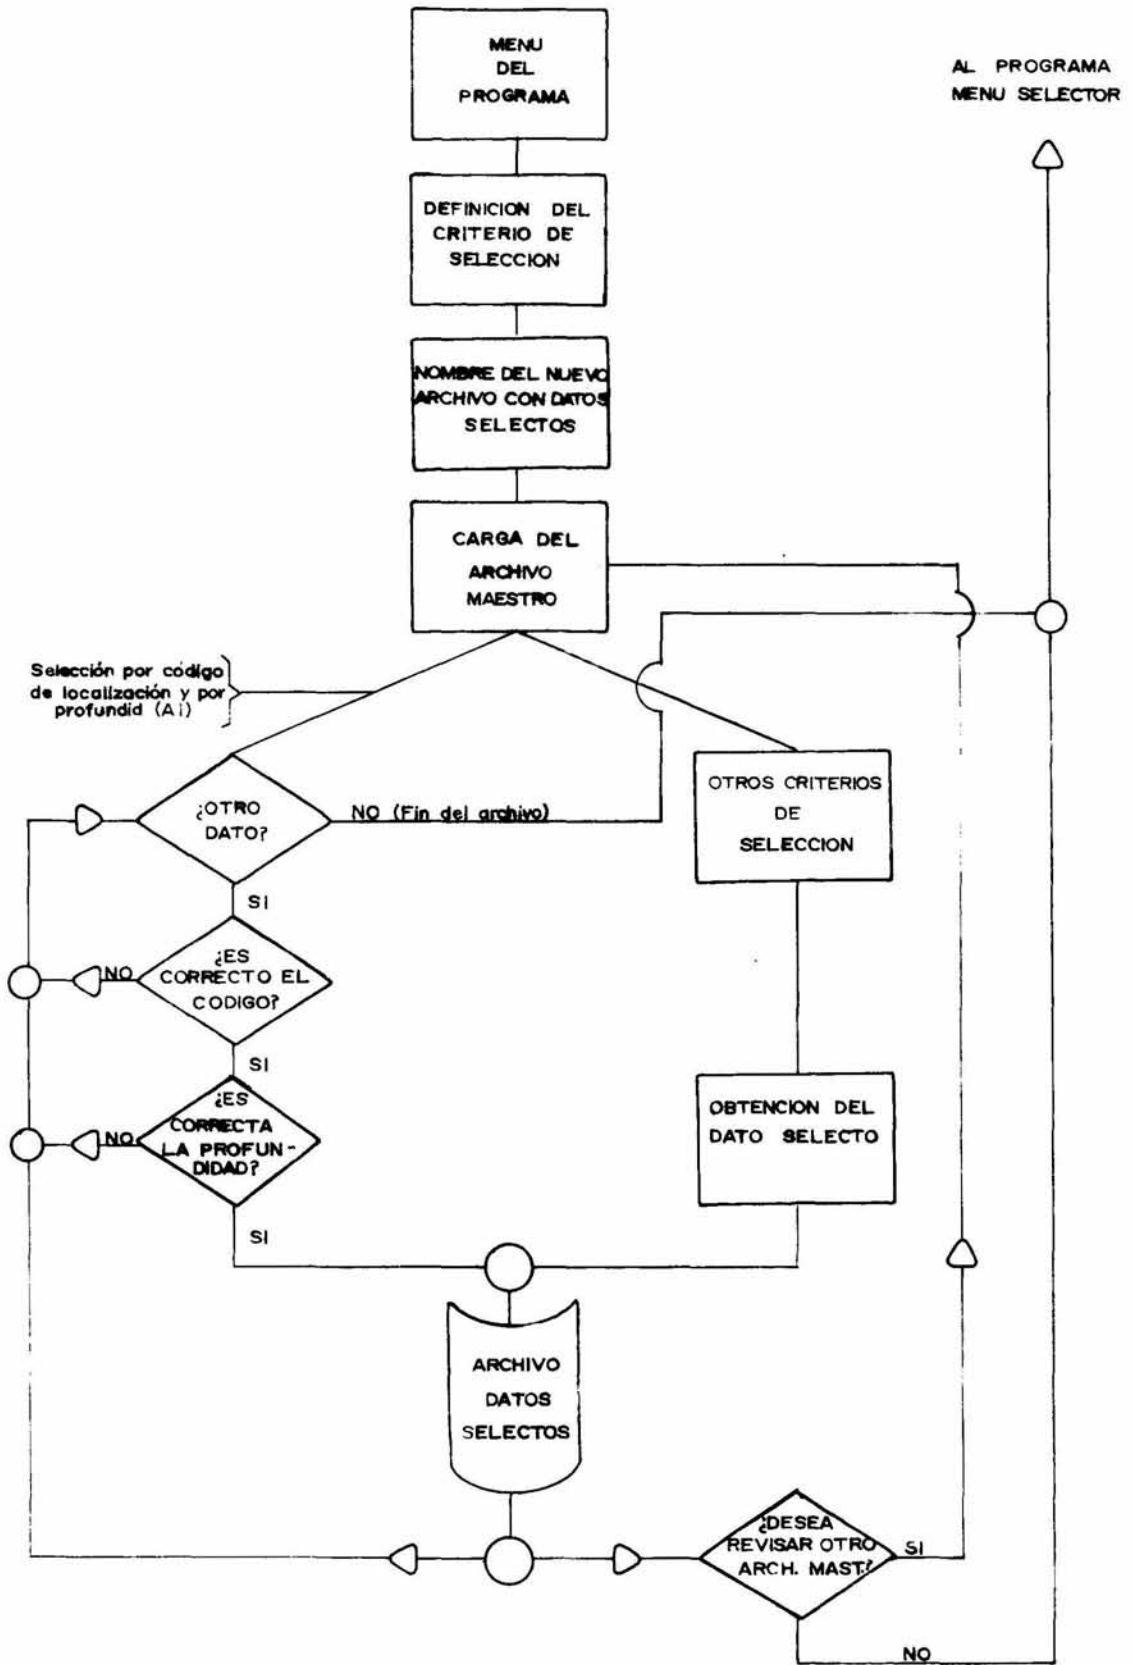 MENU
DEL
PROGRAMA
AL PROGRAMA
MENU SELECTOR
DEFINICION DEL
CRITERIO DE
SELECCION
NOMBRE DEL NUEVO
ARCHIVO CON DATOS
SELECTOS
CARGA DEL
ARCHIVO
MAESTRO
Selección por código
de localización y por
profundid (Ai)
¿OTRO
DATO?
NO (Fin del archivo)
OTROS CRITERIOS
DE
SELECCION
SI
¿ES
CORRECTO EL
CODIGO?
NO
SI
¿ES
CORRECTA
LA PROFUN-
DIDAD?
NO
SI
OBTENCION DEL
DATO SELECTO
ARCHIVO
DATOS
SELECTOS
¿DESEA
REVISAR OTRO
ARCH. MAST.?
SI
NO